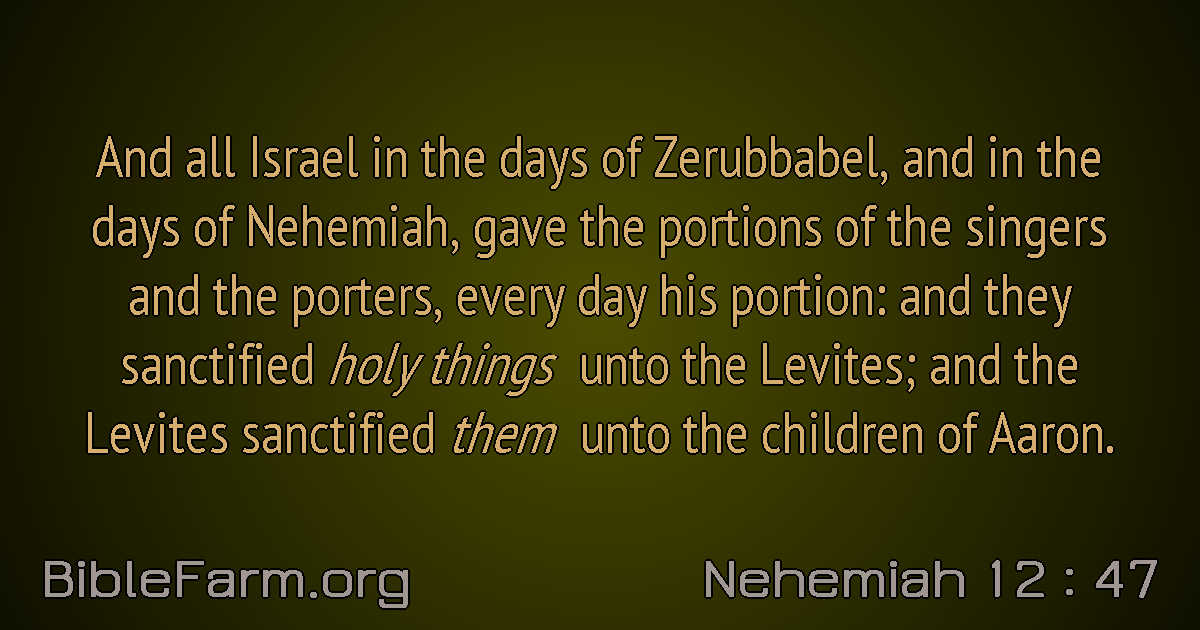 And all Israel in the days of Zerubbabel, and in the
days of Nehemiah, gave the portions of the singers
and the porters, every day his portion: and they
sanctified holy things unto the Levites; and the
Levites sanctified them unto the children of Aaron.
BibleFarm.org
Nehemiah 12 : 47